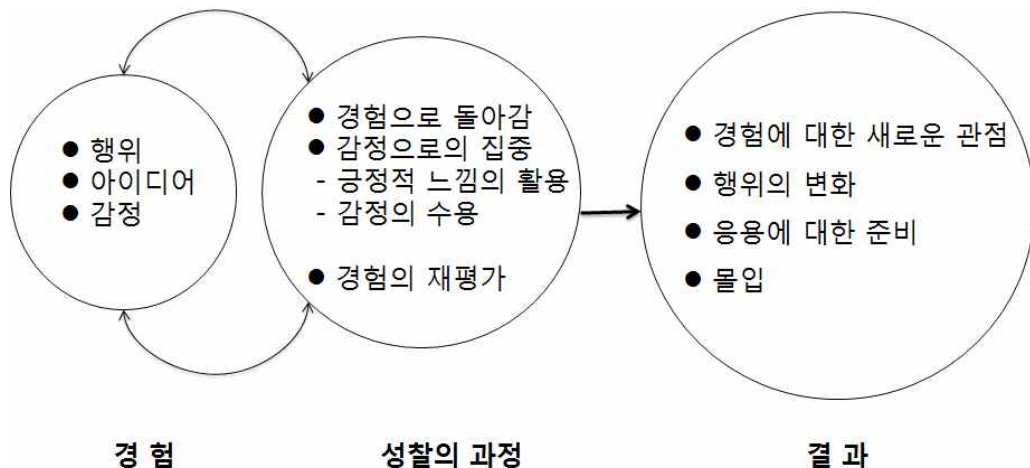 ● 행위
● 아이디어
● 감정
● 경험으로 돌아감
● 감정으로의 집중
- 긍정적 느낌의 활용
- 감정의 수용
● 경험의 재평가
● 경험에 대한 새로운 관점
● 행위의 변화
● 응용에 대한 준비
● 몰입
경 험
성찰의 과정
결 과